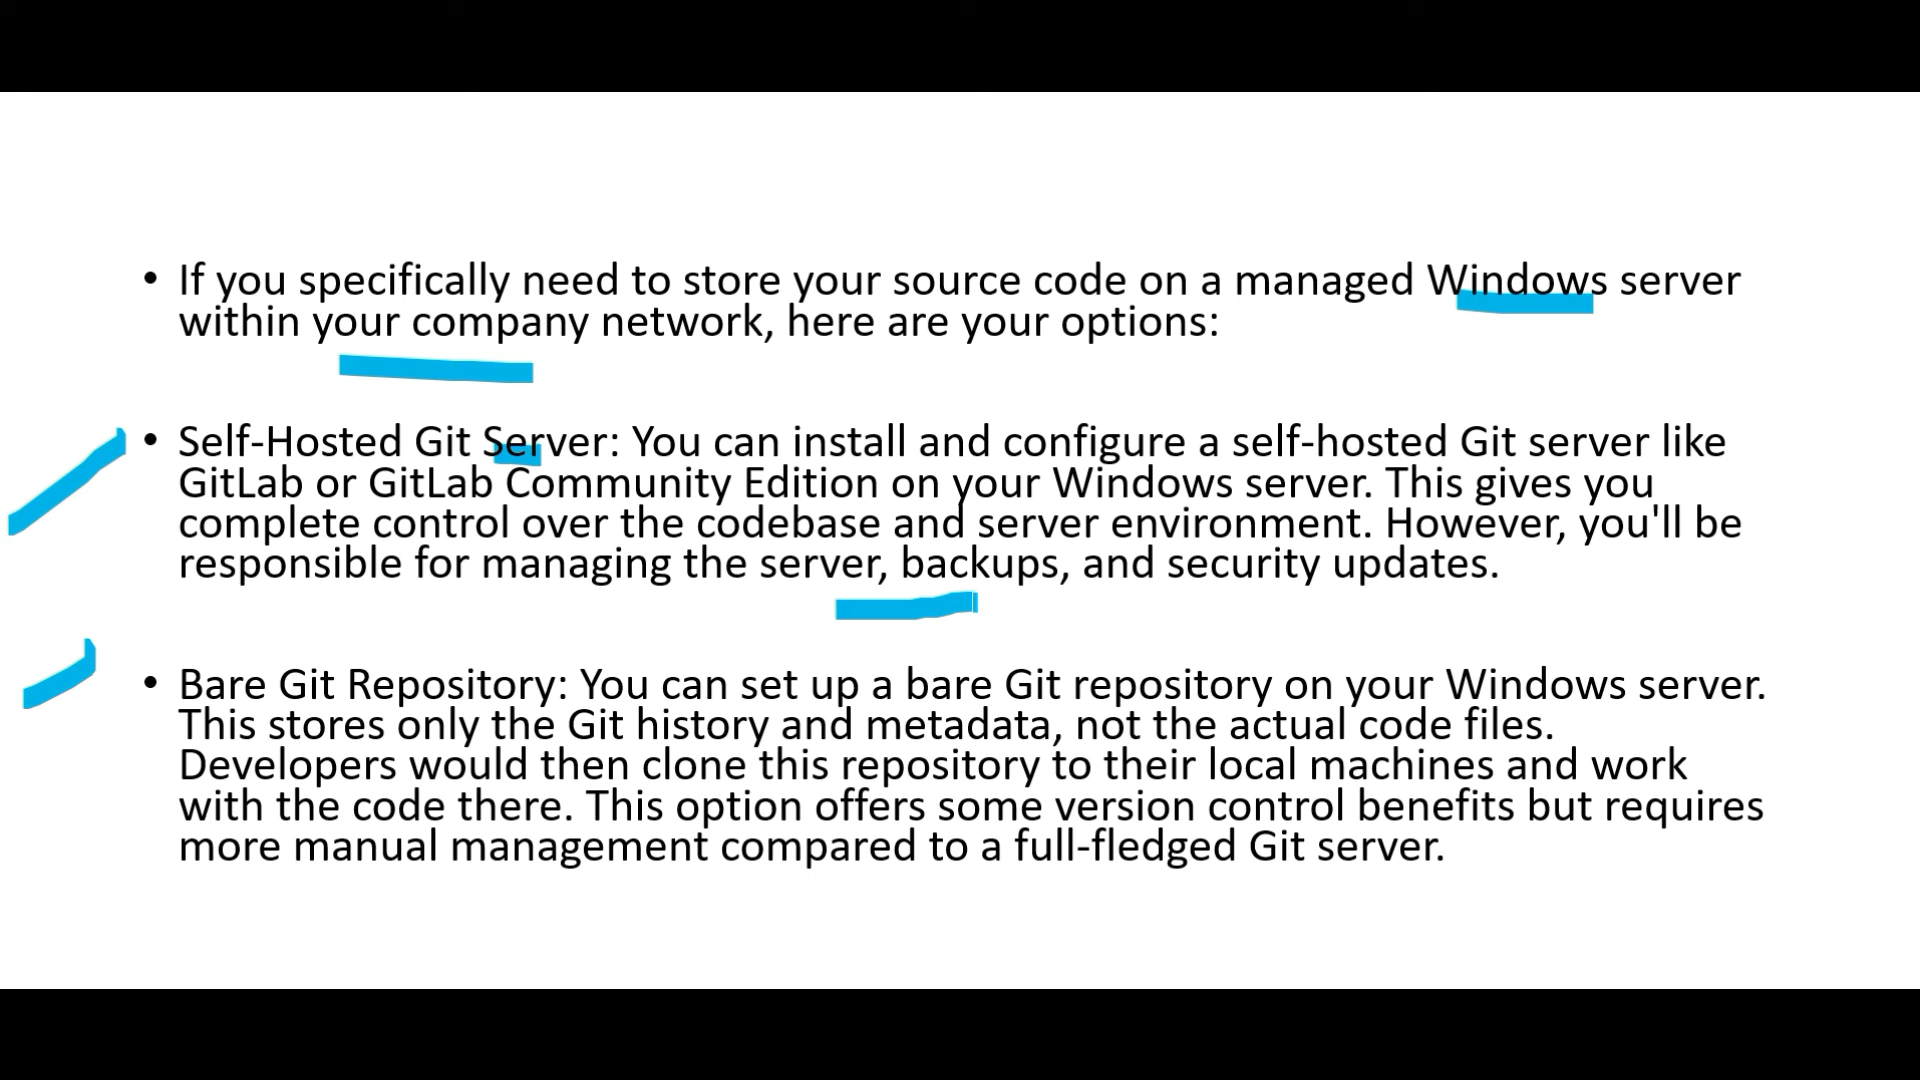 • If you specifically need to store your source code on a managed Windows server
within your company network, here are your options:
• Self-Hosted Git Server: You can install and configure a self-hosted Git server like
GitLab or GitLab Community Edition on your Windows server. This gives you
complete control over the codebase and server environment. However, you'll be
responsible for managing the server, backups, and security updates.
• Bare Git Repository: You can set up a bare Git repository on your Windows server.
This stores only the Git history and metadata, not the actual code files.
Developers would then clone this repository to their local machines and work
with the code there. This option offers some version control benefits but requires
more manual management compared to a full-fledged Git server.